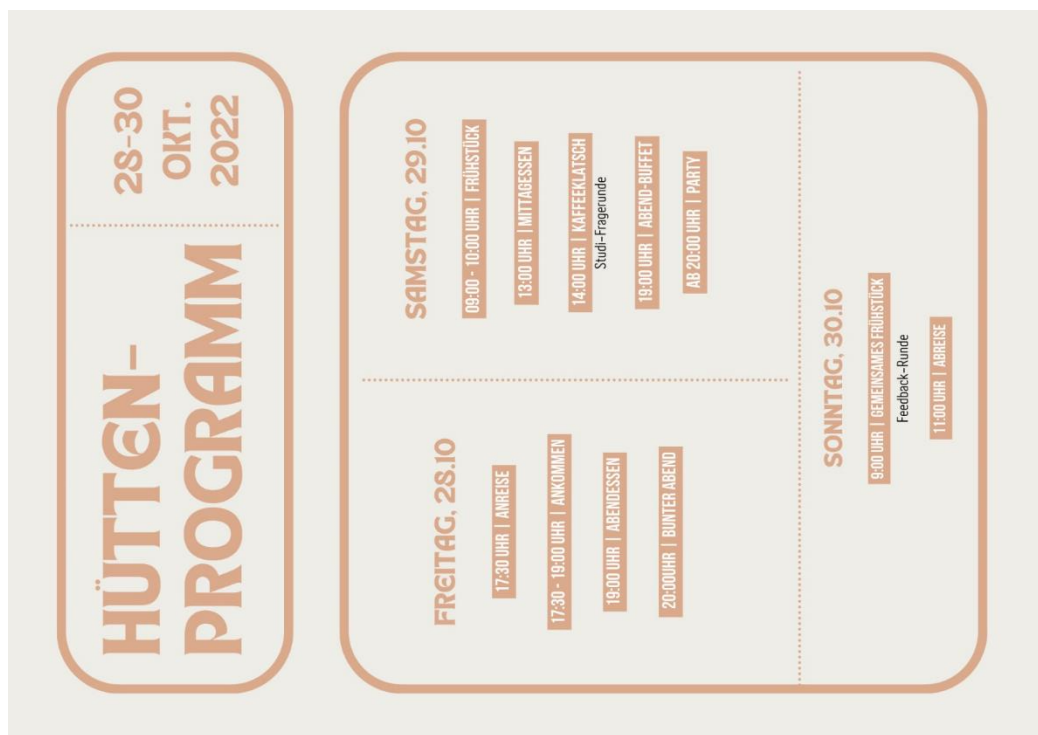 HÜTTEN-
PROGRAMM
28-30
OKT.
2022
FREITAG, 28.10
17:30 UHR | ANREISE
17:30 - 19:00 UHR | ANKOMMEN
19:00 UHR | ABENDESSEN
20:00UHR | BUNTER ABEND
SAMSTAG, 29.10
09:00 - 10:00 UHR | FRÜHSTÜCK
13:00 UHR | MITTAGESSEN
14:00 UHR | KAFFEEKLATSCH
Studi-Fragerunde
19:00 UHR | ABEND-BUFFET
AB 20:00 UHR | PARTY
SONNTAG, 30.10
9:00 UHR | GEMEINSAMES FRÜHSTÜCK
Feedback-Runde
11:00 UHR | ABREISE